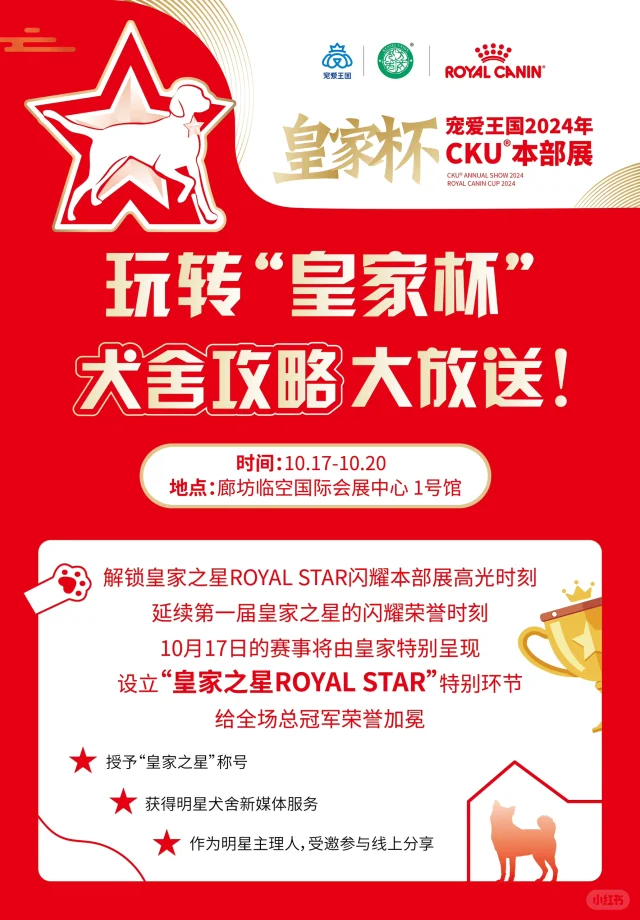 宠爱王国
®
ROYAL CANIN®
皇家杯
宠爱王国2024年
CKU®本部展
CKU® ANNUAL SHOW 2024
ROYAL CANIN CUP 2024
玩转“皇家杯”
犬舍攻略大放送!
时间:10.17-10.20
地点:廊坊临空国际会展中心 1号馆
解锁皇家之星ROYAL STAR闪耀本部展高光时刻
延续第一届皇家之星的闪耀荣誉时刻
10月17日的赛事将由皇家特别呈现
设立“皇家之星ROYAL STAR”特别环节
给全场总冠军荣誉加冕
授予“皇家之星”称号
获得明星犬舍新媒体服务
作为明星主理人,受邀参与线上分享
小红书